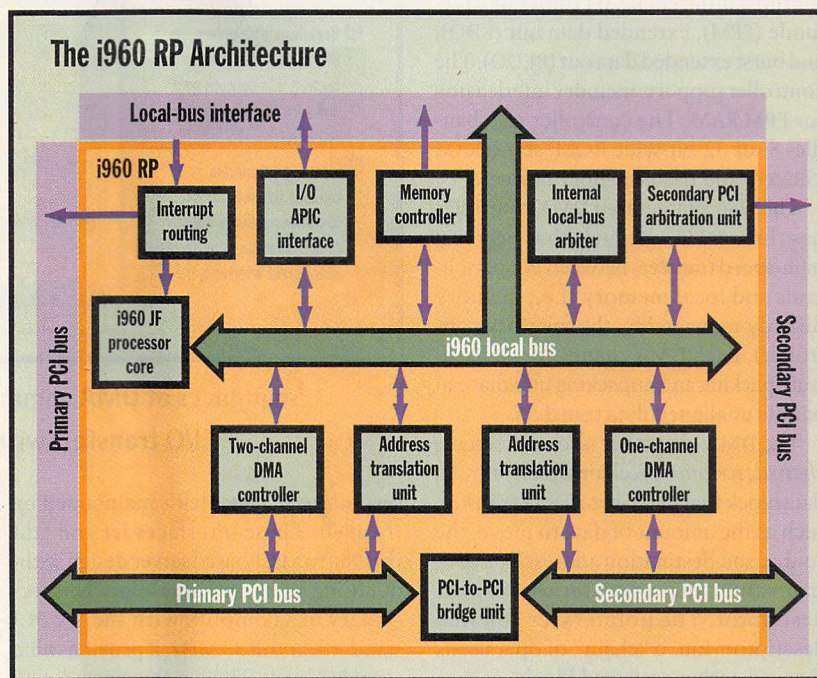 The i960 RP Architecture
Local-bus interface
i960 RP
Interrupt
routing
I/O
APIC
interface
Memory
controller
Internal
local-bus
arbiter
Secondary PCI
arbitration unit
i960 JF
processor
core
i960 local bus
Primary PCI bus
Secondary PCI bus
Two-channel
DMA
controller
Address
translation
unit
Address
translation
unit
One-channel
DMA
controller
Primary PCI bus
PCI-to-PCI
bridge unit
Secondary PCI bus